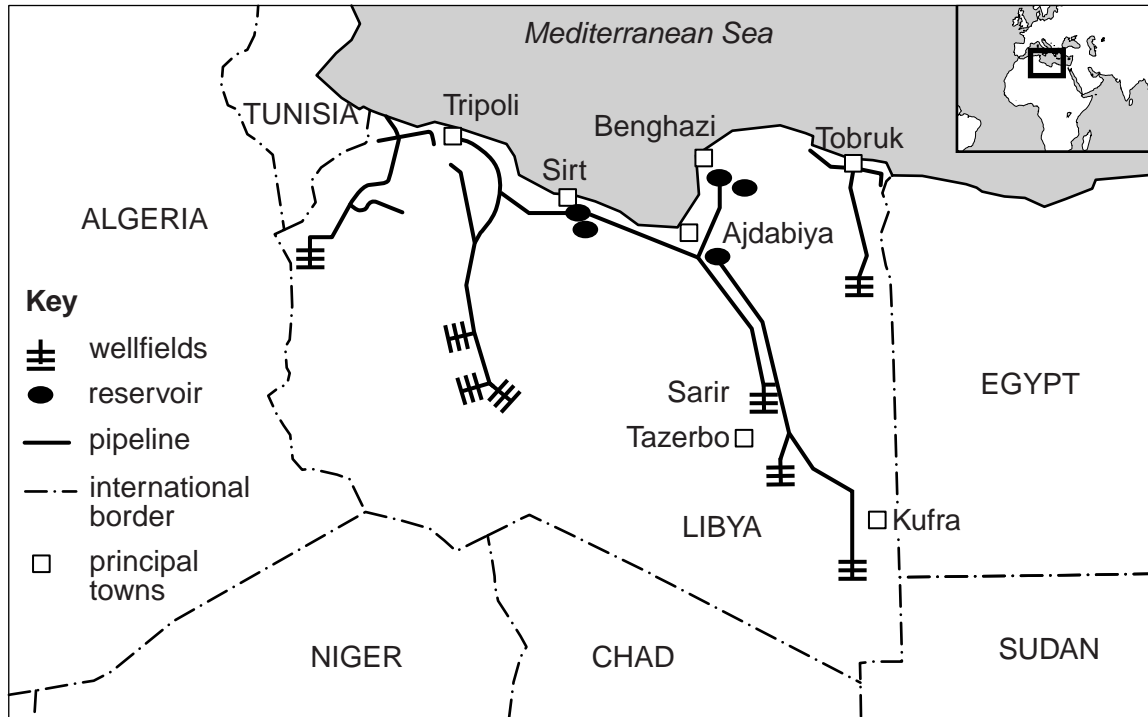 Mediterranean Sea
TUNISIA
Tripoli
Benghazi
Tobruk
Sirt
ALGERIA
Ajdabiya
Key
wellfields
reservoir
pipeline
international
border
principal
towns
Sarir
EGYPT
Tazerbo
LIBYA
Kufra
NIGER
CHAD
SUDAN